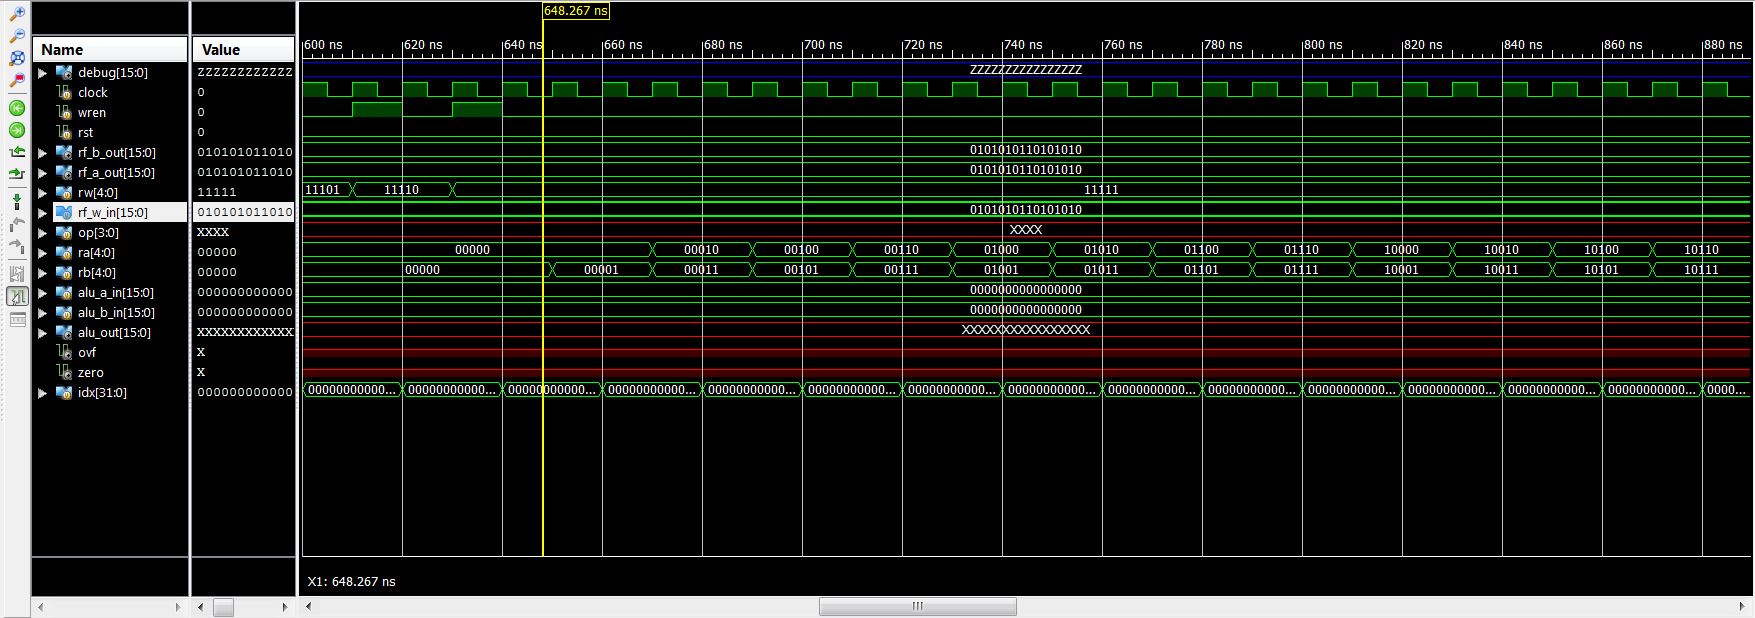 648.267 ns
Name Value 600 ns 620 ns 640 ns 660 ns 680 ns 700 ns 720 ns 740 ns 760 ns 780 ns 800 ns 820 ns 840 ns 860 ns 880 ns
debug[15:0] ZZZZZZZZZZZZ ZZZZZZZZZZZZZZZZ
clock 0
wren 0
rst 0
rf_b_out[15:0] 010101011010 0101010110101010
rf_a_out[15:0] 010101011010 0101010110101010
rw[4:0] 11111 11101 11110 11111
rf_w_in[15:0] 010101011010 0101010110101010
op[3:0] XXXX XXXX
ra[4:0] 00000 00000 00010 00100 00110 01000 01010 01100 01110 10000 10010 10100 10110
rb[4:0] 00000 00000 00001 00011 00101 00111 01001 01011 01101 01111 10001 10011 10101 10111
alu_a_in[15:0] 000000000000 0000000000000000
alu_b_in[15:0] 000000000000 0000000000000000
alu_out[15:0] XXXXXXXXXXXX XXXXXXXXXXXXXXXX
ovf X
zero X
idx[31:0] 000000000000 00000000000... 00000000000... 00000000000... 00000000000... 00000000000... 00000000000... 00000000000... 00000000000... 00000000000... 00000000000... 00000000000... 00000000000... 00000000000... 00000000000... 0000...
X1: 648.267 ns